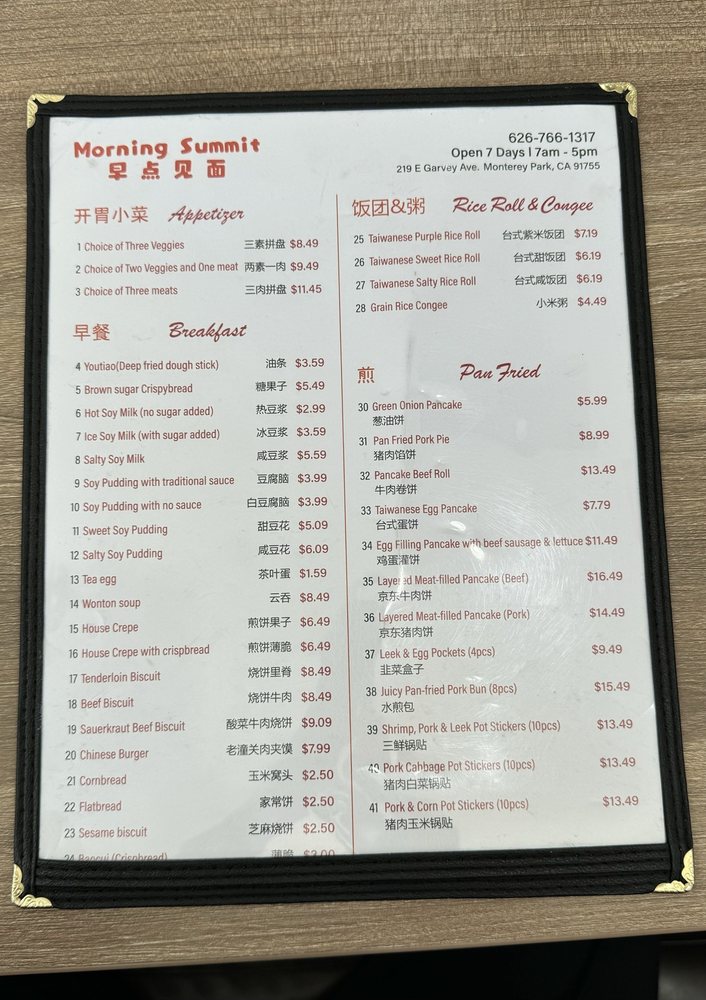 Morning Summit
早点见面
626-766-1317
Open 7 Days | 7am - 5pm
219 E Garvey Ave. Monterey Park, CA 91755
开胃小菜 Appetizer
1 Choice of Three Veggies 三素拼盘 $8.49
2 Choice of Two Veggies and One meat 两素一肉 $9.49
3 Choice of Three meats 三肉拼盘 $11.45
早餐 Breakfast
4 Youtiao(Deep fried dough stick) 油条 $3.59
5 Brown sugar Crispybread 糖果子 $5.49
6 Hot Soy Milk (no sugar added) 热豆浆 $2.99
7 Ice Soy Milk (with sugar added) 冰豆浆 $3.59
8 Salty Soy Milk 咸豆浆 $5.59
9 Soy Pudding with traditional sauce 豆腐脑 $3.99
10 Soy Pudding with no sauce 白豆腐脑 $3.99
11 Sweet Soy Pudding 甜豆花 $5.09
12 Salty Soy Pudding 咸豆花 $6.09
13 Tea egg 茶叶蛋 $1.59
14 Wonton soup 云吞 $8.49
15 House Crepe 煎饼果子 $6.49
16 House Crepe with crispbread 煎饼薄脆 $6.49
17 Tenderloin Biscuit 烧饼里脊 $8.49
18 Beef Biscuit 烧饼牛肉 $8.49
19 Sauerkraut Beef Biscuit 酸菜牛肉烧饼 $9.09
20 Chinese Burger 老潼关肉夹馍 $7.99
21 Cornbread 玉米窝头 $2.50
22 Flatbread 家常饼 $2.50
23 Sesame biscuit 芝麻烧饼 $2.50
24 Baocui (Crispbread) 薄脆 $3.00
饭团&粥 Rice Roll & Congee
25 Taiwanese Purple Rice Roll 台式紫米饭团 $7.19
26 Taiwanese Sweet Rice Roll 台式甜饭团 $6.19
27 Taiwanese Salty Rice Roll 台式咸饭团 $6.19
28 Grain Rice Congee 小米粥 $4.49
煎 Pan Fried
30 Green Onion Pancake $5.99
葱油饼
31 Pan Fried Pork Pie $8.99
猪肉馅饼
32 Pancake Beef Roll $13.49
牛肉卷饼
33 Taiwanese Egg Pancake $7.79
台式蛋饼
34 Egg Filling Pancake with beef sausage & lettuce $11.49
鸡蛋灌饼
35 Layered Meat-filled Pancake (Beef) $16.49
京东牛肉饼
36 Layered Meat-filled Pancake (Pork) $14.49
京东猪肉饼
37 Leek & Egg Pockets (4pcs) $9.49
韭菜盒子
38 Juicy Pan-fried Pork Bun (8pcs) $15.49
水煎包
39 Shrimp, Pork & Leek Pot Stickers (10pcs) $13.49
三鲜锅贴
40 Pork Cabbage Pot Stickers (10pcs) $13.49
猪肉白菜锅贴
41 Pork & Corn Pot Stickers (10pcs) $13.49
猪肉玉米锅贴